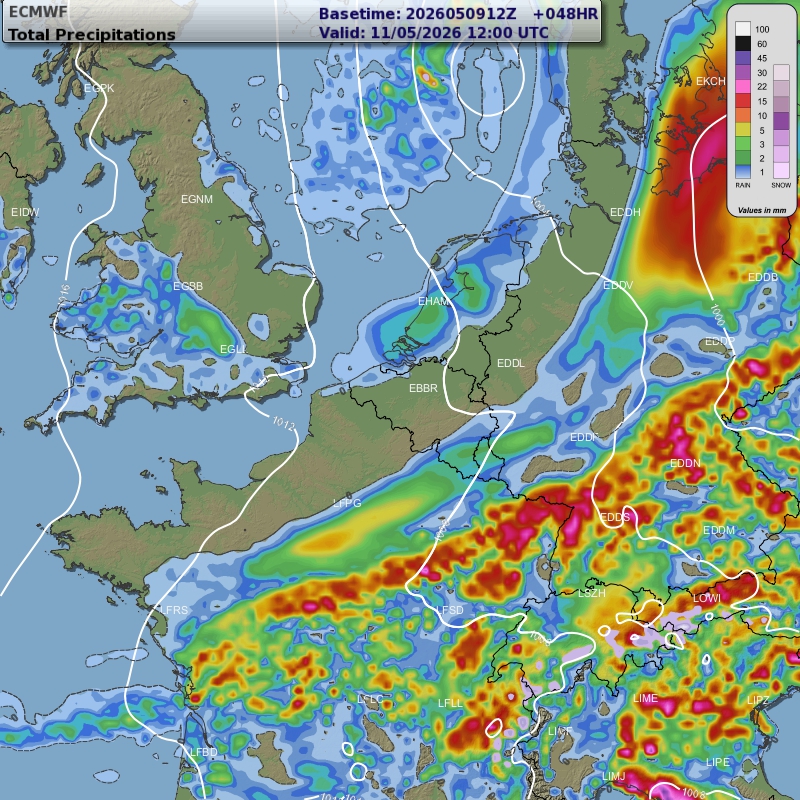 ECMWF
Basetime: 2026050912Z +048HR
Total Precipitations
Valid: 11/05/2026 12:00 UTC
100
60
45
30
22
15
10
5
3
2
1
RAIN SNOW
Values in mm
EGPK
EKCH
EGNM
EIDW
EDDH
EDDB
EGBB
EDDV
1016
EHAM
1000
EGLL
EDDP
EDDL
EBBR
1012
EDDF
EDDN
LFPG
EDDS
EDDM
LSZH
LOWI
LFRS
LFSD
LFLC
LFLL
LIME
LIPZ
LFBD
LIMF
LIPE
LIMJ
1008